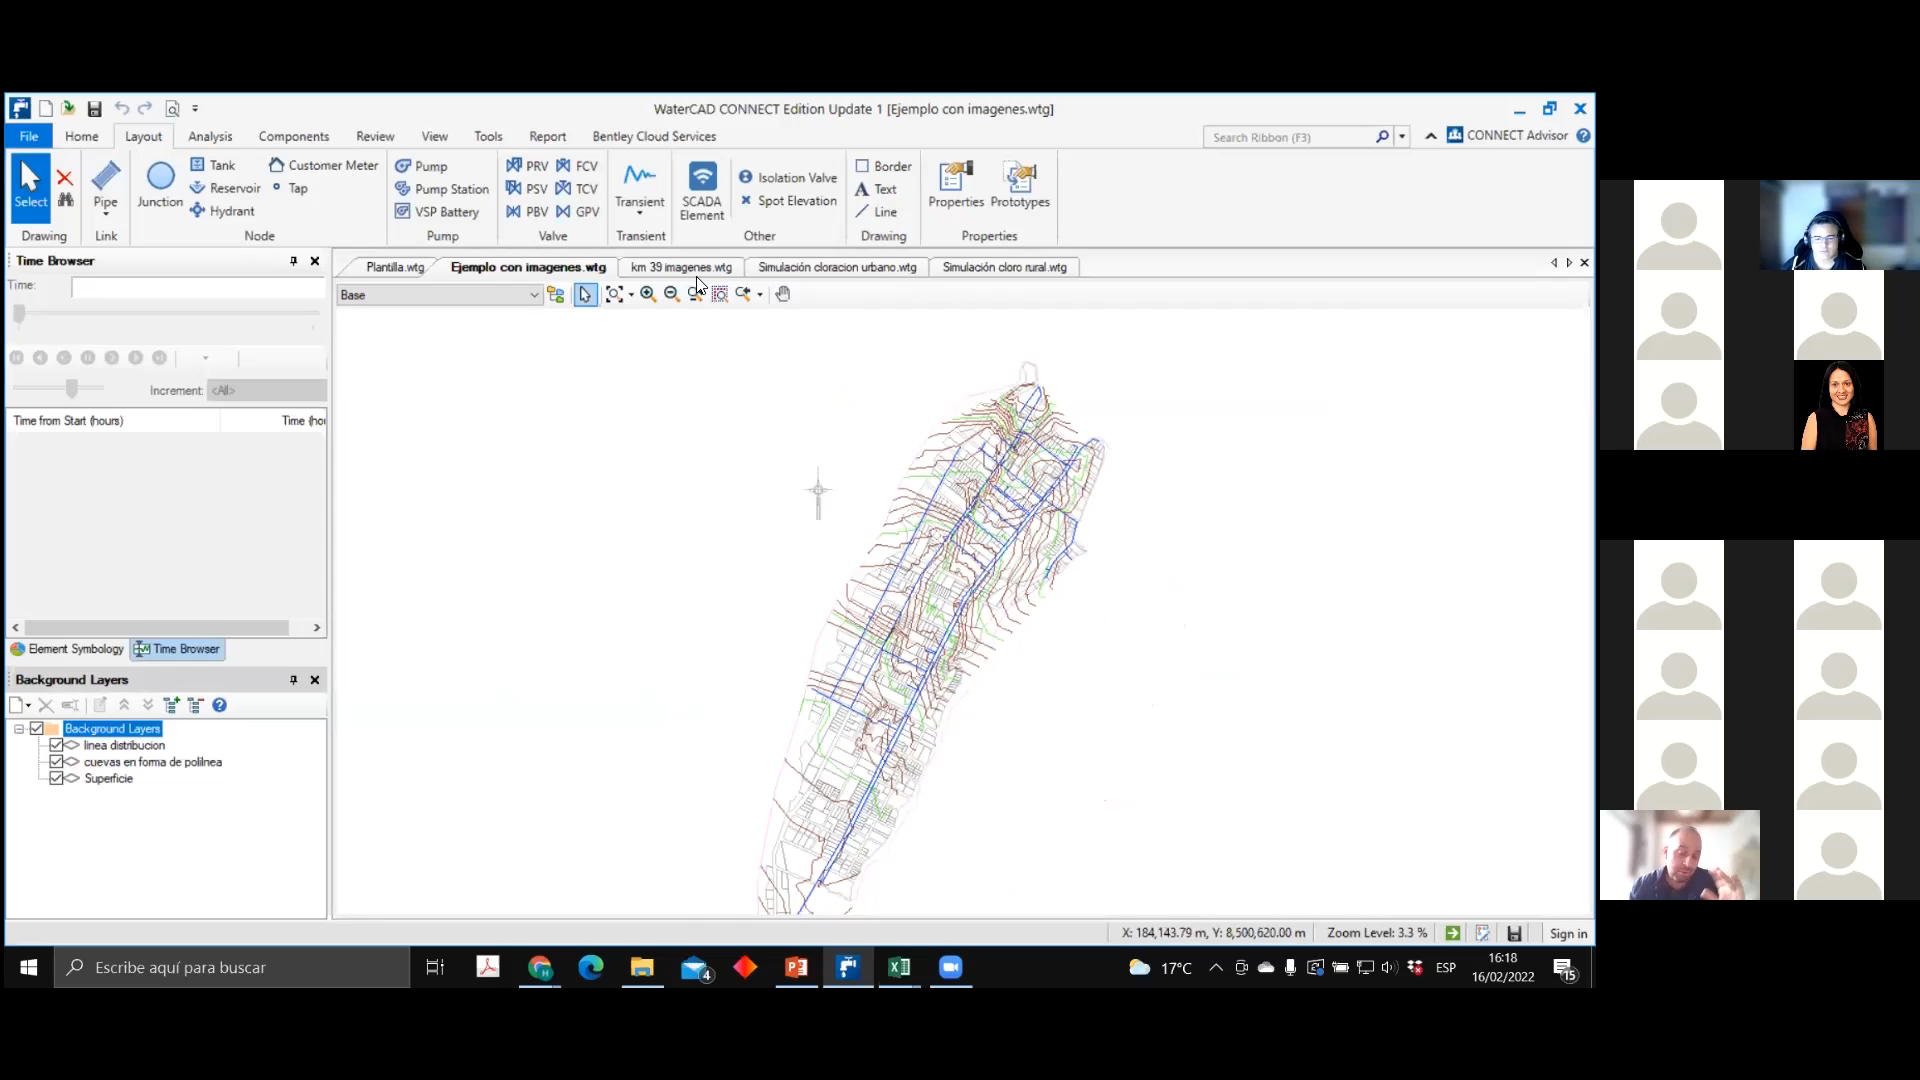 WaterCAD CONNECT Edition Update 1 [Ejemplo con imagenes.wtg]
File Home Layout Analysis Components Review View Tools Report Bentley Cloud Services
Search Ribbon (F3)
CONNECT Advisor
Select
Drawing
Pipe
Link
Junction
Tank
Customer Meter
Reservoir
Tap
Hydrant
Node
Pump
Pump Station
VSP Battery
Pump
PRV FCV
PSV TCV
PBV GPV
Valve
Transient
Transient
SCADA
Element
Isolation Valve
Spot Elevation
Other
Border
Text
Line
Drawing
Properties Prototypes
Properties
Time Browser
Time:
Increment: <All>
Time from Start (hours)
Time (hou
Element Symbology Time Browser
Background Layers
Background Layers
linea distribucion
cuevas en forma de polilnea
Superficie
Plantilla.wtg Ejemplo con imagenes.wtg km 39 imagenes.wtg Simulación cloracion urbano.wtg Simulación cloro rural.wtg
Base
X: 184,143.79 m, Y: 8,500,620.00 m Zoom Level: 3.3 % Sign in
Escribe aquí para buscar
4
17°C
ESP
16:18
16/02/2022
15